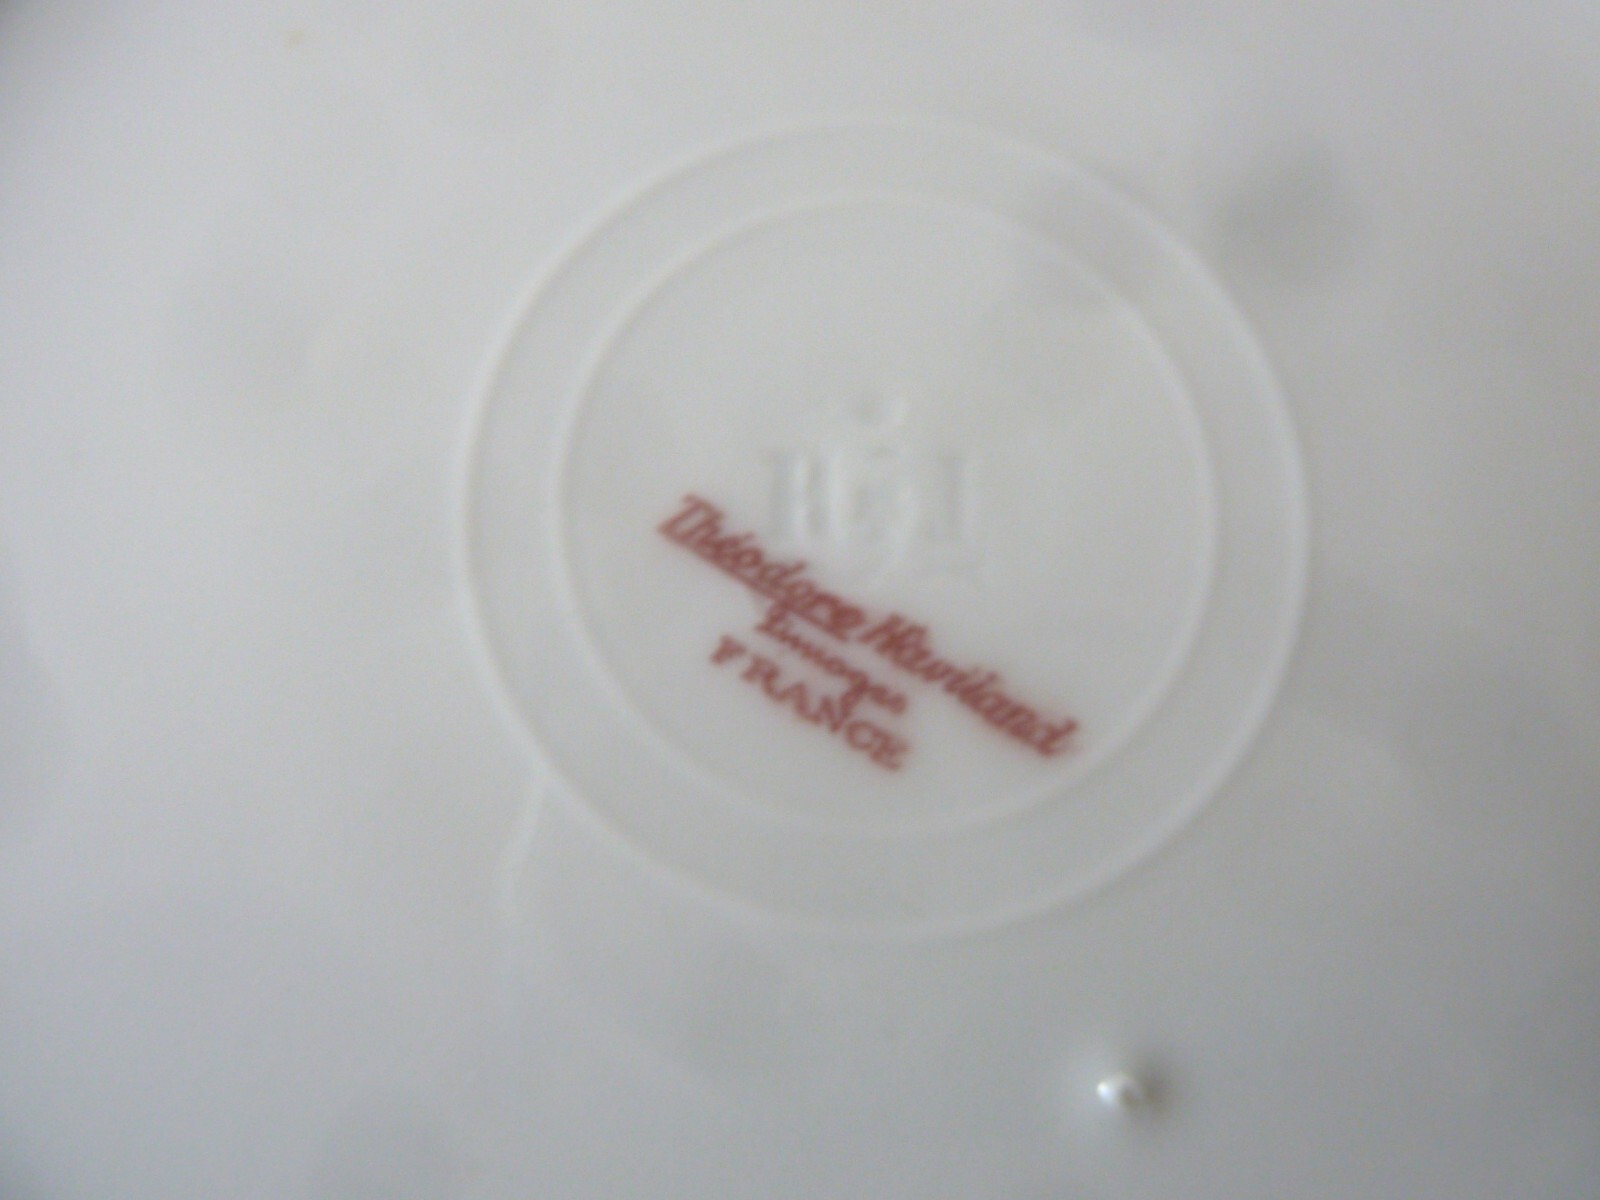 Théodore Haviland
Limoges
FRANCE